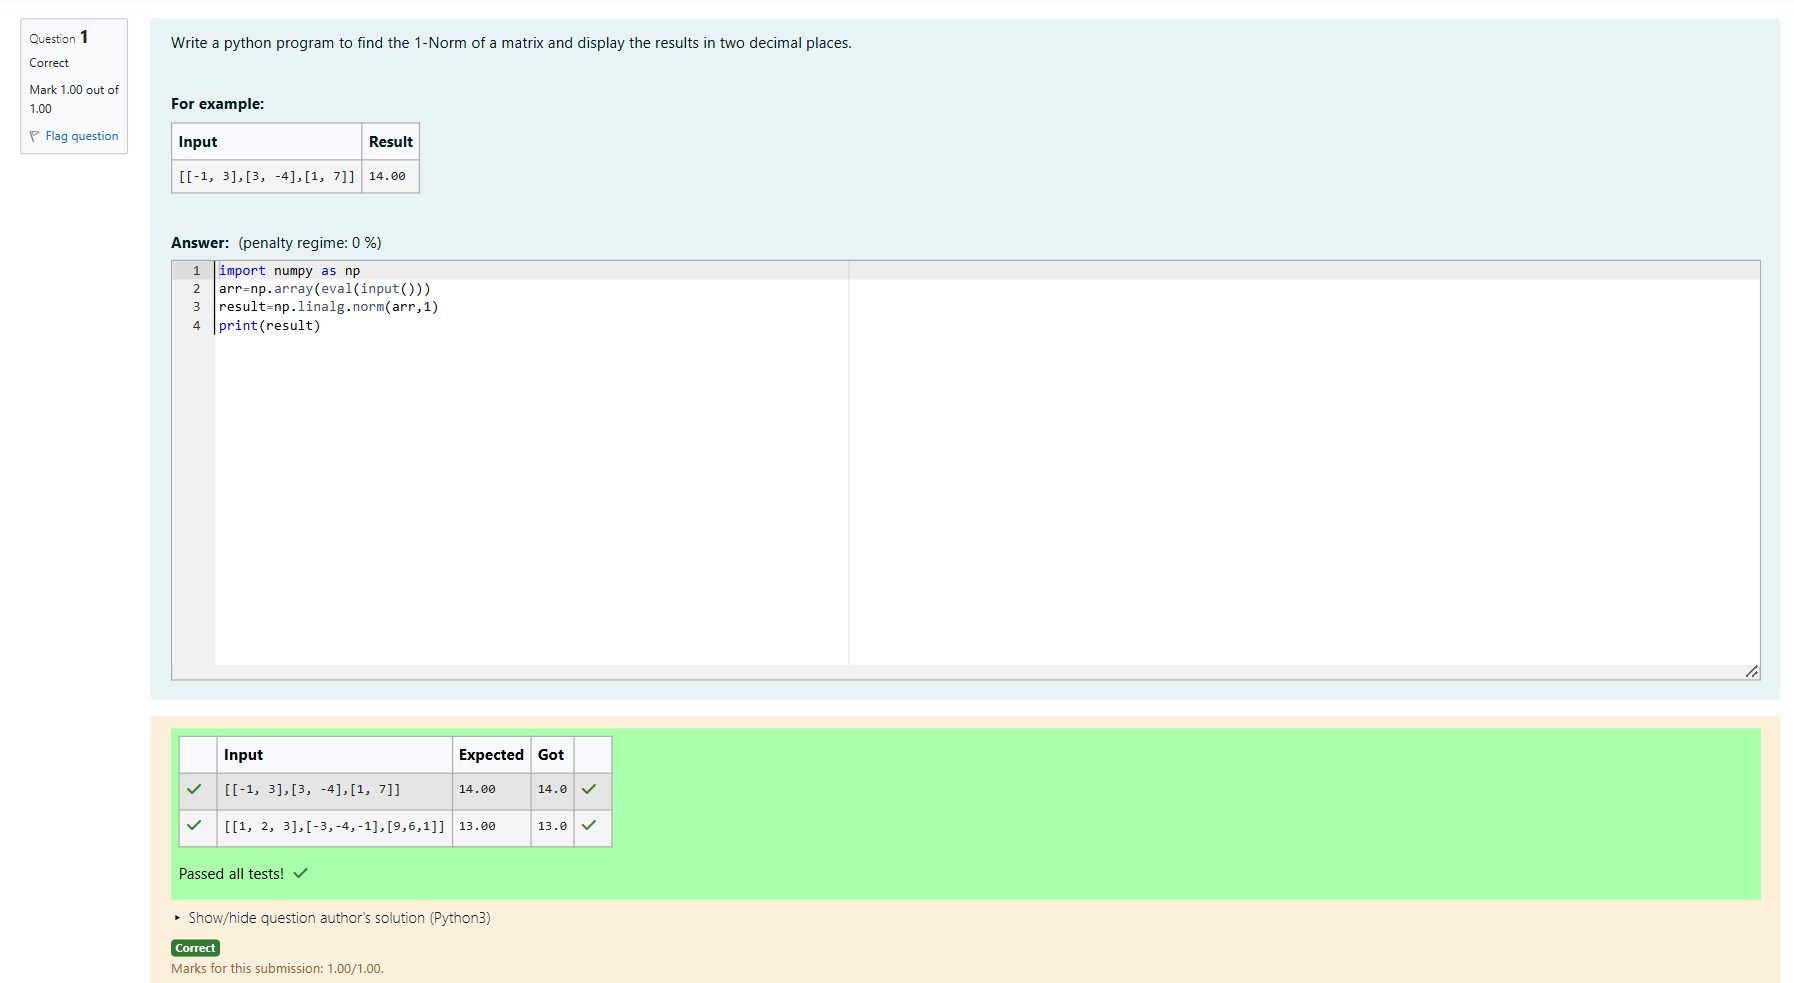 Question 1
Correct
Mark 1.00 out of
1.00
Flag question
Write a python program to find the 1-Norm of a matrix and display the results in two decimal places.
For example:
Input Result
[[-1, 3],[3, -4],[1, 7]] 14.00
Answer: (penalty regime: 0 %)
1 import numpy as np
2 arr=np.array(eval(input()))
3 result=np.linalg.norm(arr,1)
4 print(result)
Input Expected Got
[[-1, 3],[3, -4],[1, 7]] 14.00 14.0
[[1, 2, 3],[-3,-4,-1],[9,6,1]] 13.00 13.0
Passed all tests!
Show/hide question author's solution (Python3)
Correct
Marks for this submission: 1.00/1.00.